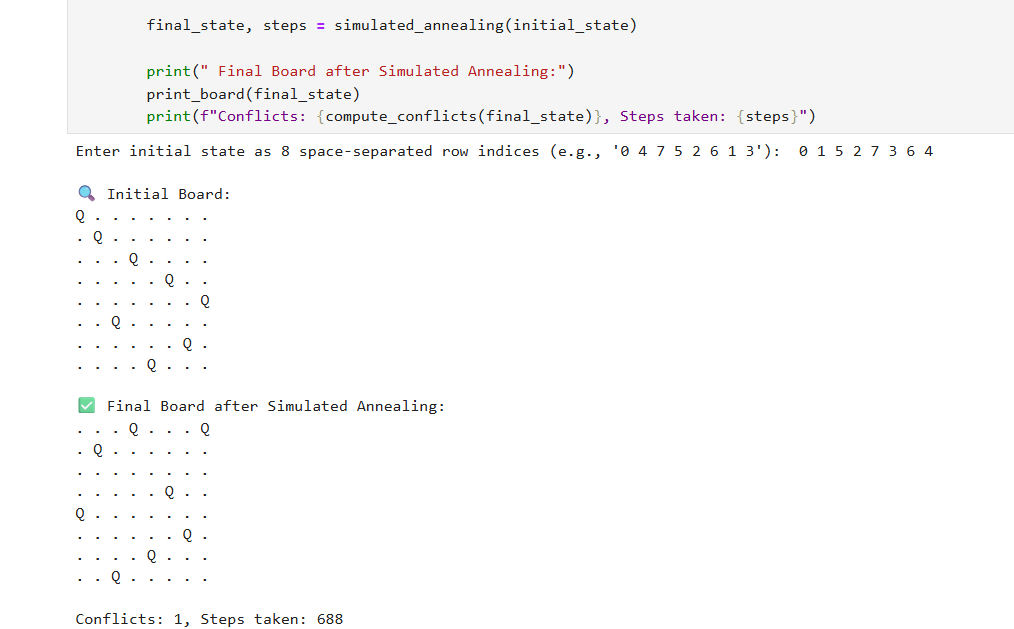 final_state, steps = simulated_annealing(initial_state)
print(" Final Board after Simulated Annealing:")
print_board(final_state)
print(f"Conflicts: {compute_conflicts(final_state)}, Steps taken: {steps}")
Enter initial state as 8 space-separated row indices (e.g., '0 4 7 5 2 6 1 3'):  0 1 5 2 7 3 6 4
🔍 Initial Board:
Q . . . . . . .
. Q . . . . . .
. . . Q . . . .
. . . . . Q . .
. . . . . . . Q
. . Q . . . . .
. . . . . . Q .
. . . . Q . . .
✅ Final Board after Simulated Annealing:
. . . Q . . . Q
. Q . . . . . .
. . . . . . . .
. . . . . Q . .
Q . . . . . . .
. . . . . . Q .
. . . . Q . . .
. . Q . . . . .
Conflicts: 1, Steps taken: 688